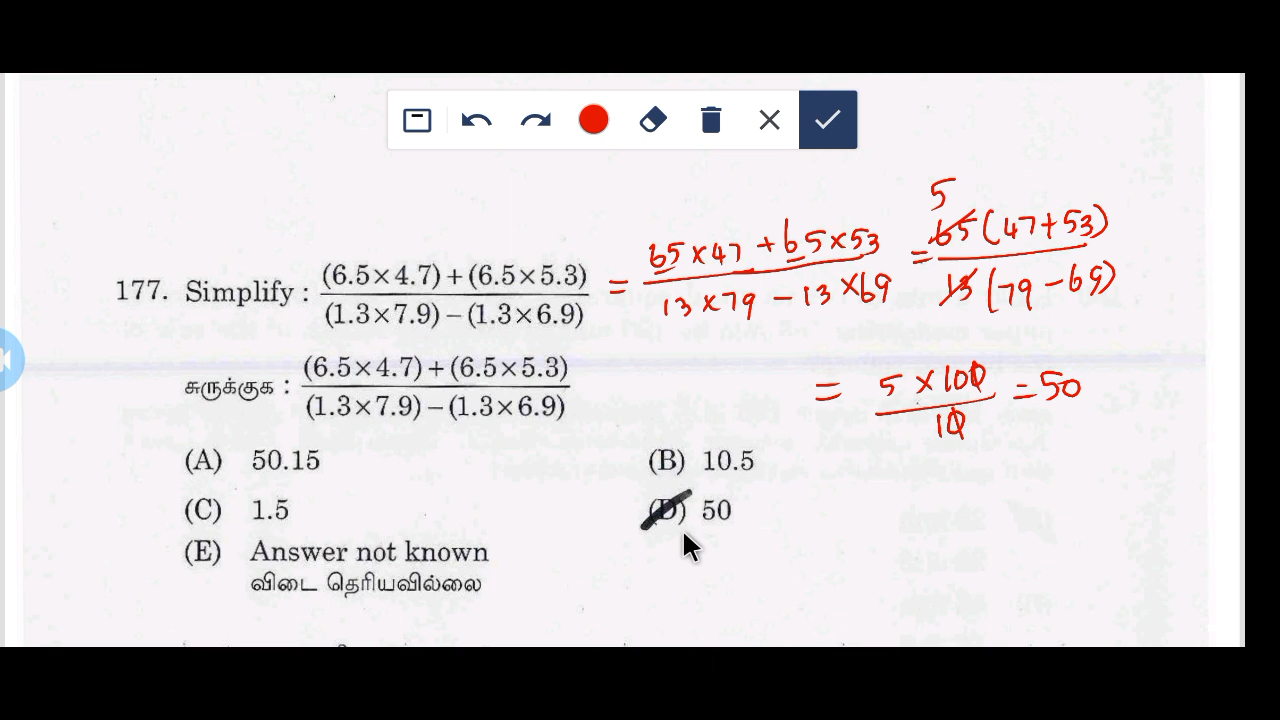 177. Simplify : (6.5×4.7)+(6.5×5.3) / (1.3×7.9)−(1.3×6.9)
= 65×47 + 65×53 / 13×79 − 13×69 = 5 65(47+53) / 13(79−69)
சுருக்குக : (6.5×4.7)+(6.5×5.3) / (1.3×7.9)−(1.3×6.9)
= 5×100 / 10 = 50
(A) 50.15 (B) 10.5
(C) 1.5 (D) 50
(E) Answer not known
விடை தெரியவில்லை